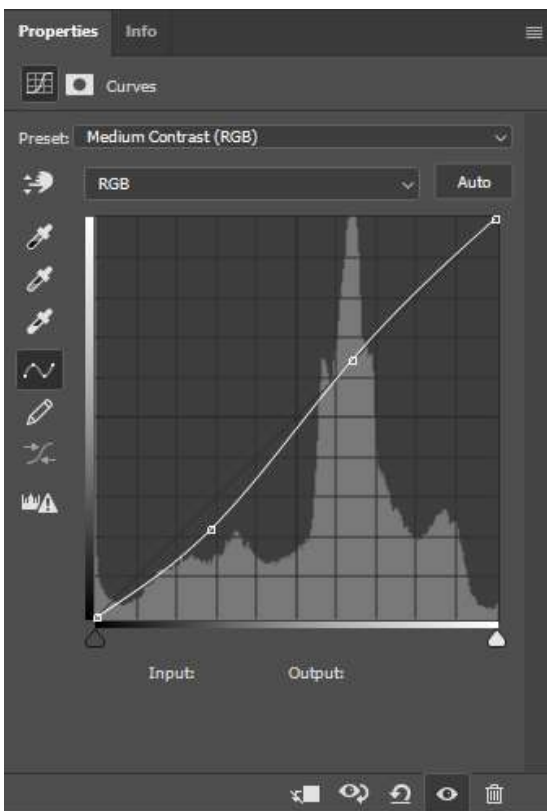 Properties Info
Curves
Preset: Medium Contrast (RGB)
RGB Auto
Input: Output: